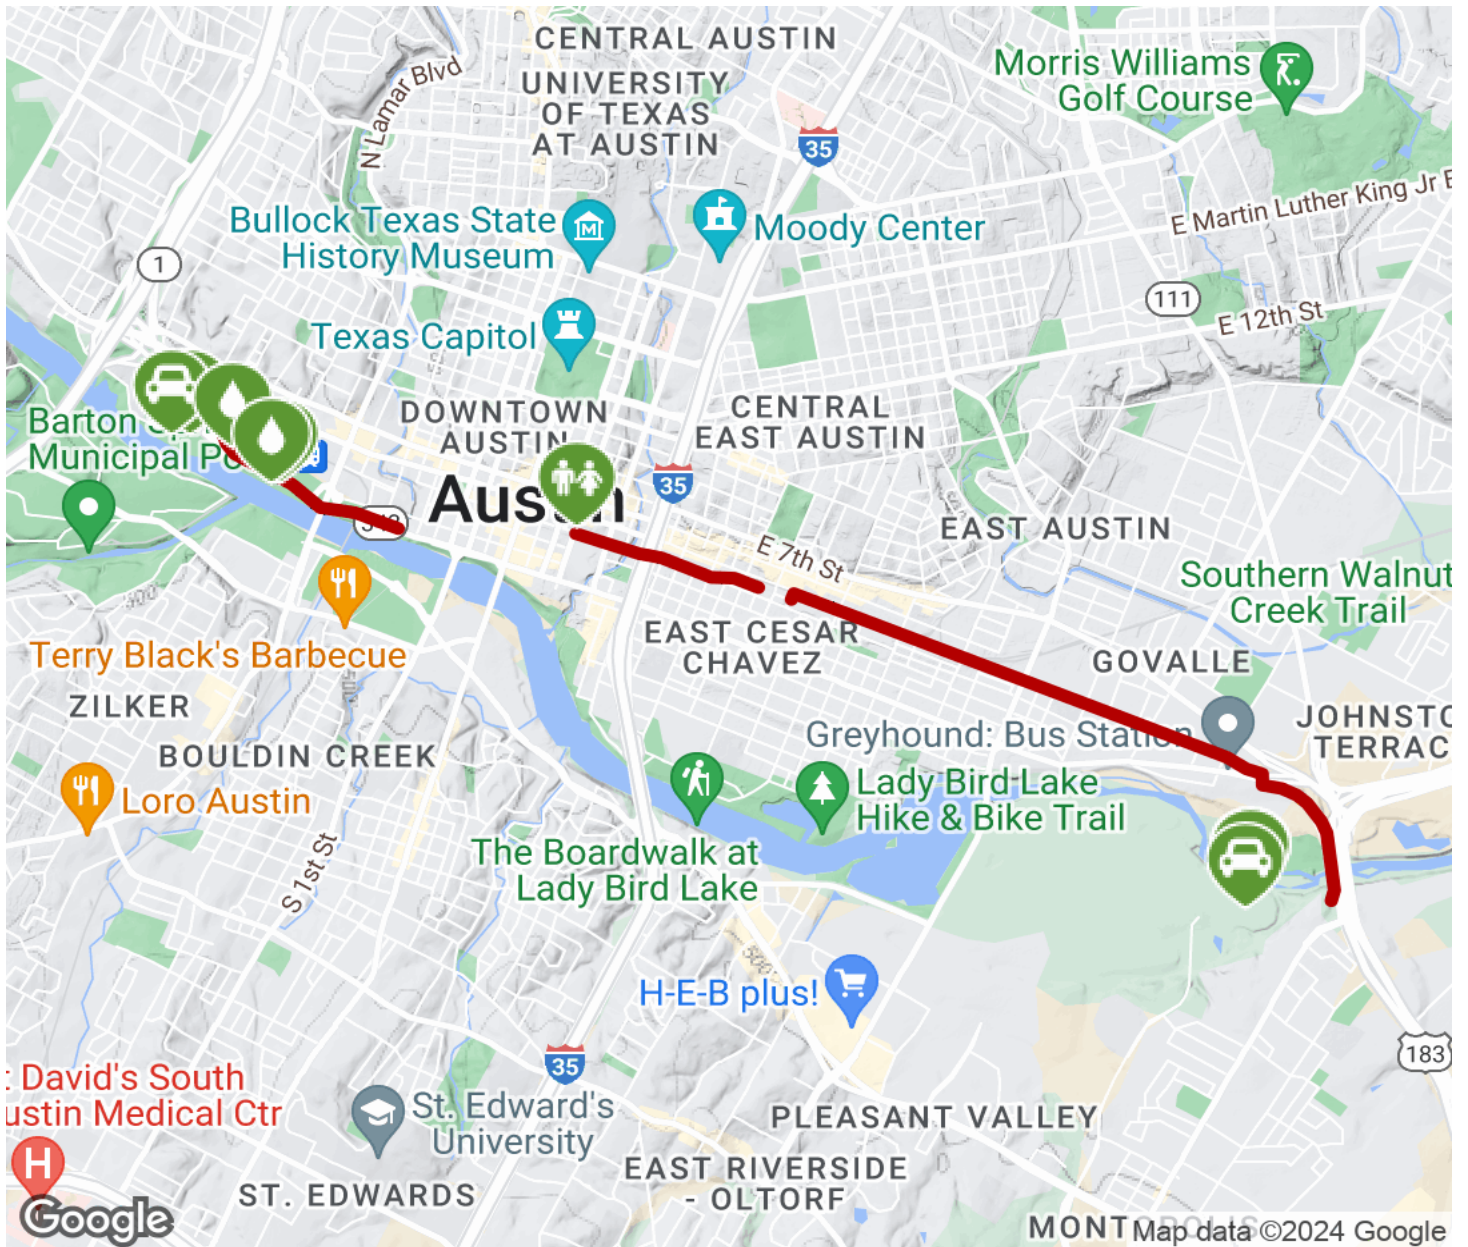 CENTRAL AUSTIN
UNIVERSITY
OF TEXAS
AT AUSTIN
N Lamar Blvd
Morris Williams
Golf Course
35
E Martin Luther King Jr B
Bullock Texas State
History Museum
Moody Center
1
111
E 12th St
Texas Capitol
DOWNTOWN
AUSTIN
CENTRAL
EAST AUSTIN
Barton
Municipal Po
35
Austin
EAST AUSTIN
E 7th St
Southern Walnut
Creek Trail
Terry Black's Barbecue
EAST CESAR
CHAVEZ
GOVALLE
ZILKER
JOHNSTO
TERRAC
Greyhound: Bus Station
BOULDIN CREEK
Loro Austin
Lady Bird Lake
Hike & Bike Trail
S 1st St
The Boardwalk at
Lady Bird Lake
H-E-B plus!
35
183
David's South
ustin Medical Ctr
St. Edward's
University
PLEASANT VALLEY
H
EAST RIVERSIDE
- OLTORF
ST. EDWARDS
Google
MONTOPOLIS
Map data ©2024 Google